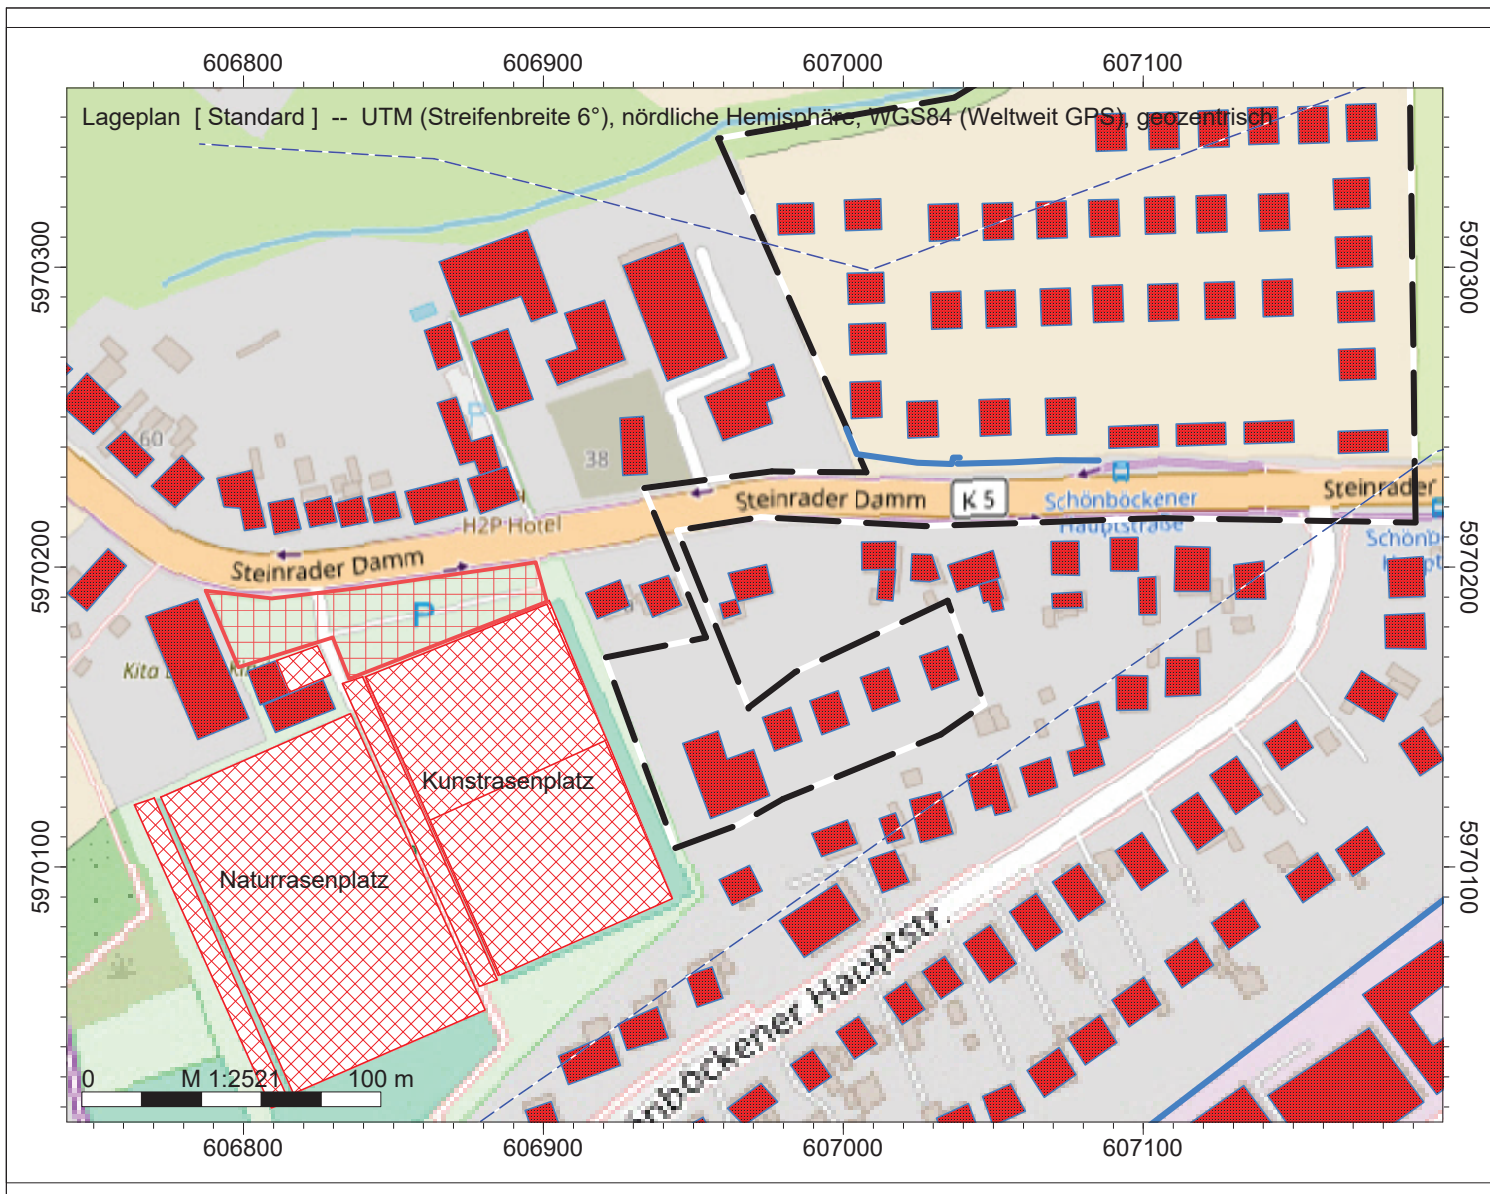 606800 606900 607000 607100
Lageplan [ Standard ] -- UTM (Streifenbreite 6°), nördliche Hemisphäre, WGS84 (Weltweit GPS), geozentrisch
5970300
5970300
60
38
Steinrader Damm
K 5
Schönböckener
Hauptstraße
Steinrader
H2P Hotel
Steinrader Damm
5970200
5970200
P
P
Kita
Kunstrasenplatz
Naturrasenplatz
5970100
5970100
Hauptstr.
0 M 1:2521 100 m
606800 606900 607000 607100